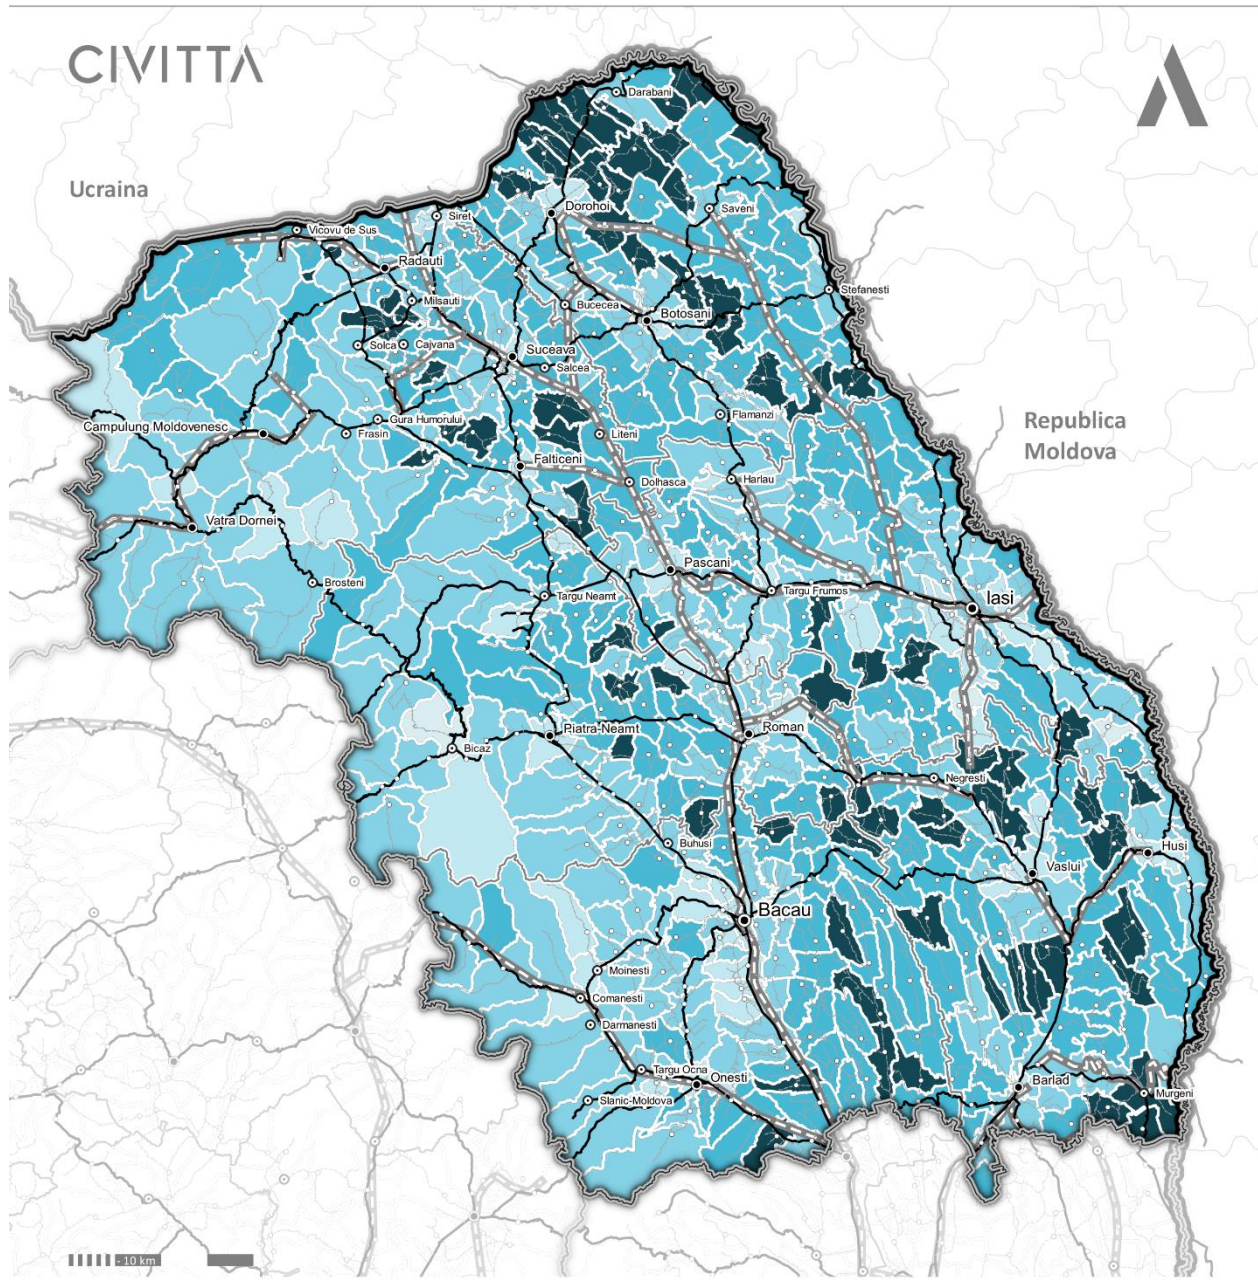 CIVITTA
Darabani
Ucraina
Dorohoi
Saveni
Siret
Vicovu de Sus
Radauti
Milsauti
Bucecea
Stefanesti
Botosani
Solca
Cajvana
Suceava
Salcea
Flamanzi
Gura Humorului
Campulung Moldovenesc
Frasin
Liteni
Republica
Moldova
Falticeni
Dolhasca
Harlau
Vatra Dornei
Pascani
Brosteni
Targu Neamt
Targu Frumos
Iasi
Piatra-Neamt
Roman
Bicaz
Negresti
Buhusi
Husi
Vaslui
Bacau
Moinesti
Comanesti
Darmanesti
Targu Ocna
Onesti
Slanic-Moldova
Barlad
Murgeni
- 10 km